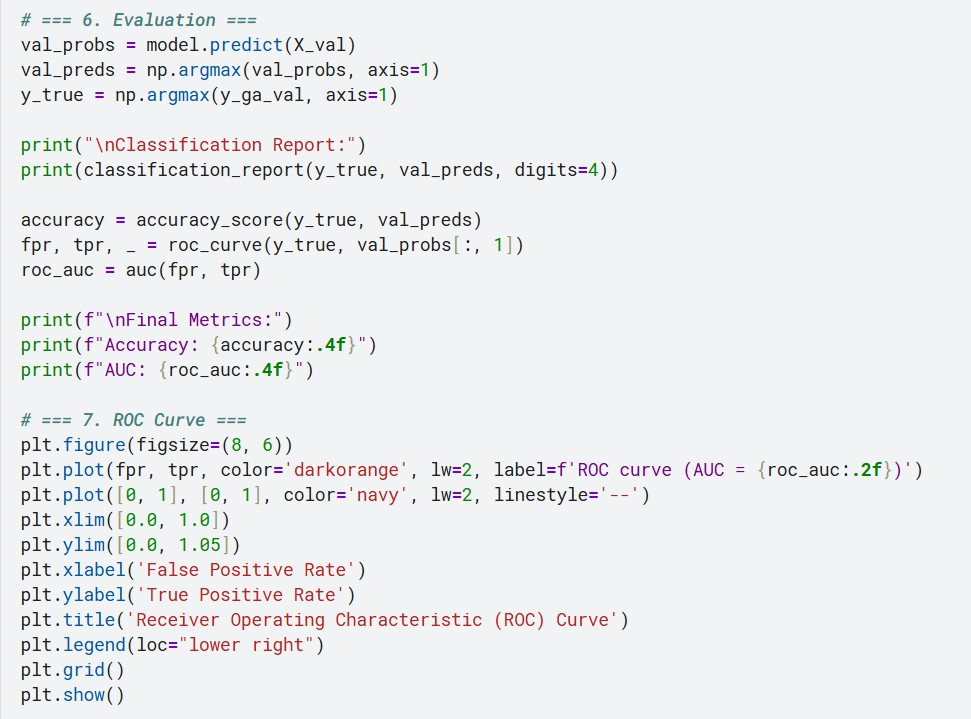 # === 6. Evaluation ===
val_probs = model.predict(X_val)
val_preds = np.argmax(val_probs, axis=1)
y_true = np.argmax(y_ga_val, axis=1)

print("\nClassification Report:")
print(classification_report(y_true, val_preds, digits=4))

accuracy = accuracy_score(y_true, val_preds)
fpr, tpr, _ = roc_curve(y_true, val_probs[:, 1])
roc_auc = auc(fpr, tpr)

print(f"\nFinal Metrics:")
print(f"Accuracy: {accuracy:.4f}")
print(f"AUC: {roc_auc:.4f}")

# === 7. ROC Curve ===
plt.figure(figsize=(8, 6))
plt.plot(fpr, tpr, color='darkorange', lw=2, label=f'ROC curve (AUC = {roc_auc:.2f})')
plt.plot([0, 1], [0, 1], color='navy', lw=2, linestyle='--')
plt.xlim([0.0, 1.0])
plt.ylim([0.0, 1.05])
plt.xlabel('False Positive Rate')
plt.ylabel('True Positive Rate')
plt.title('Receiver Operating Characteristic (ROC) Curve')
plt.legend(loc="lower right")
plt.grid()
plt.show()